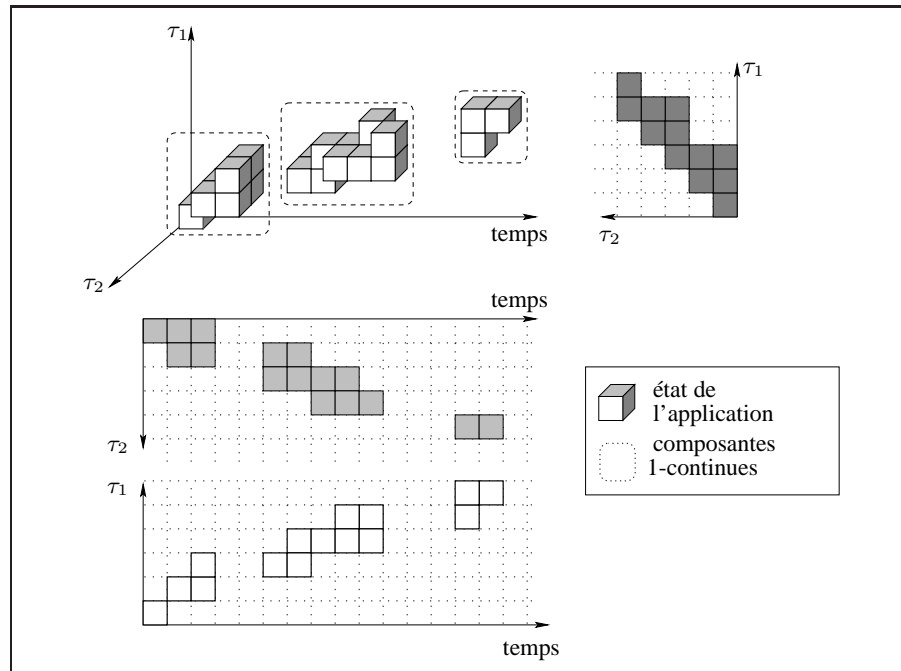 τ1
τ1
temps
τ2
τ2
temps
τ2
τ1
temps
état de
l'application
composantes
1-continues